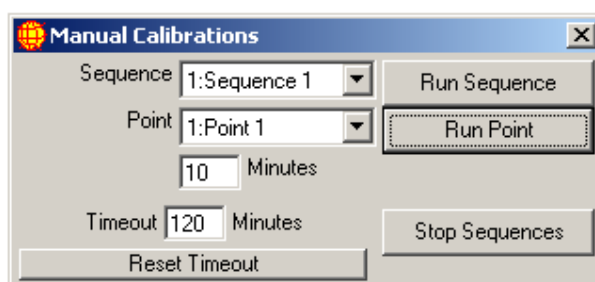 Manual Calibrations
Sequence 1:Sequence 1 Run Sequence
Point 1:Point 1 Run Point
10 Minutes
Timeout 120 Minutes Stop Sequences
Reset Timeout